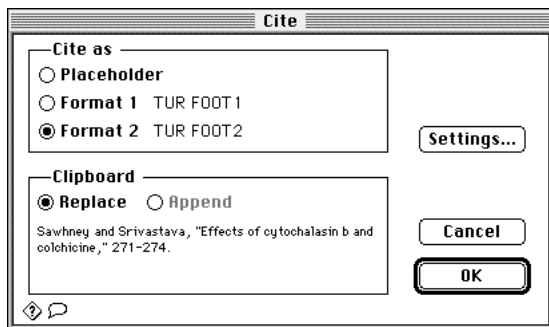 Cite
Cite as
Placeholder
Format 1 TUR FOOT1
Format 2 TUR FOOT2
Settings...
Clipboard
Replace Append
Sawhney and Srivastava, "Effects of cytochalasin b and
colchicine," 271-274.
Cancel
OK
?